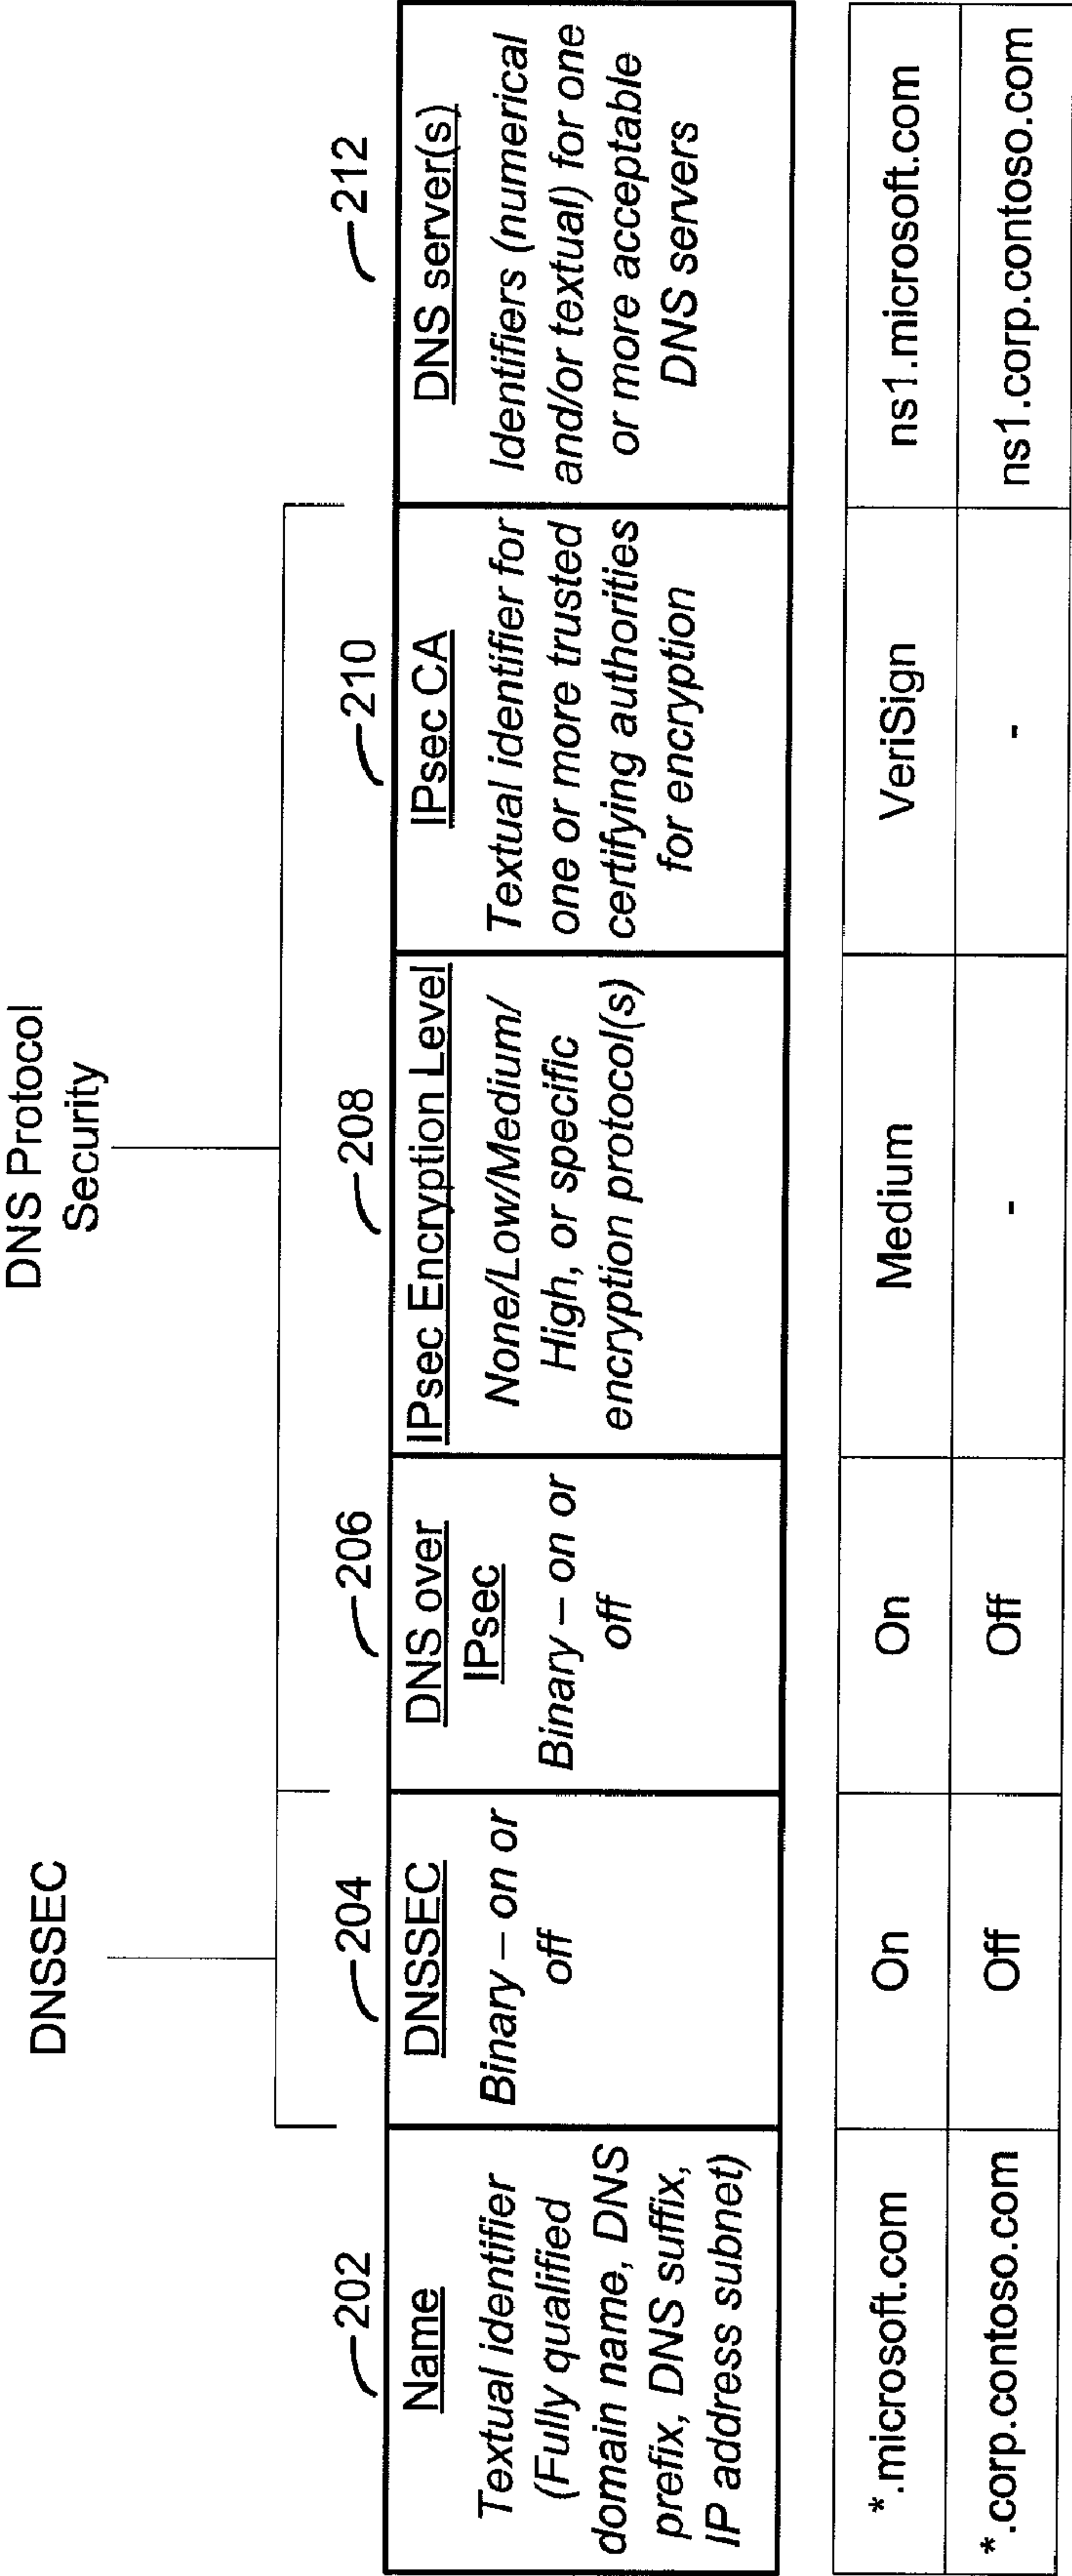 DNSSEC
DNS Protocol
Security
202
204
206
208
210
212
Name
Textual identifier
(Fully qualified
domain name, DNS
prefix, DNS suffix,
IP address subnet)
DNSSEC
Binary – on or
off
DNS over
IPsec
Binary – on or
off
IPsec Encryption Level
None/Low/Medium/
High, or specific
encryption protocol(s)
IPsec CA
Textual identifier for
one or more trusted
certifying authorities
for encryption
DNS server(s)
Identifiers (numerical
and/or textual) for one
or more acceptable
DNS servers
*.microsoft.com
On
On
Medium
VeriSign
ns1.microsoft.com
*.corp.contoso.com
Off
Off
-
-
ns1.corp.contoso.com